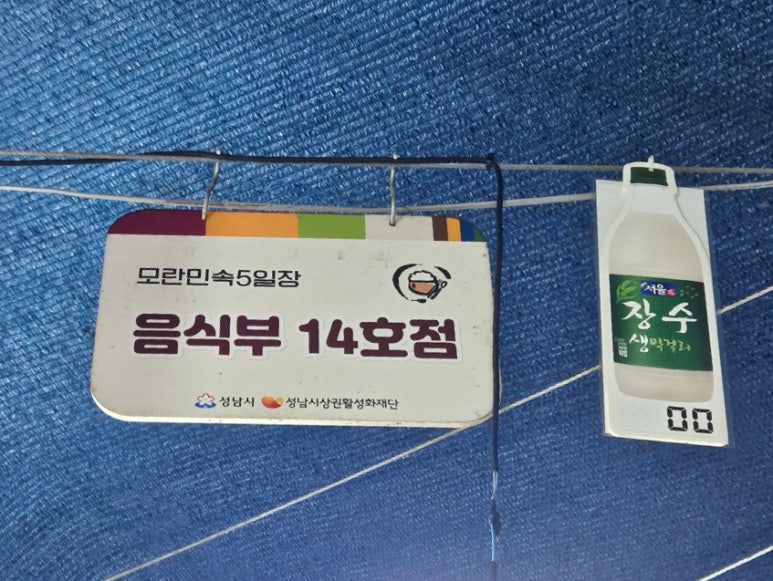 모란민속5일장
음식부 14호점
성남시 성남시상권활성화재단
서울
장수
생막걸리
00